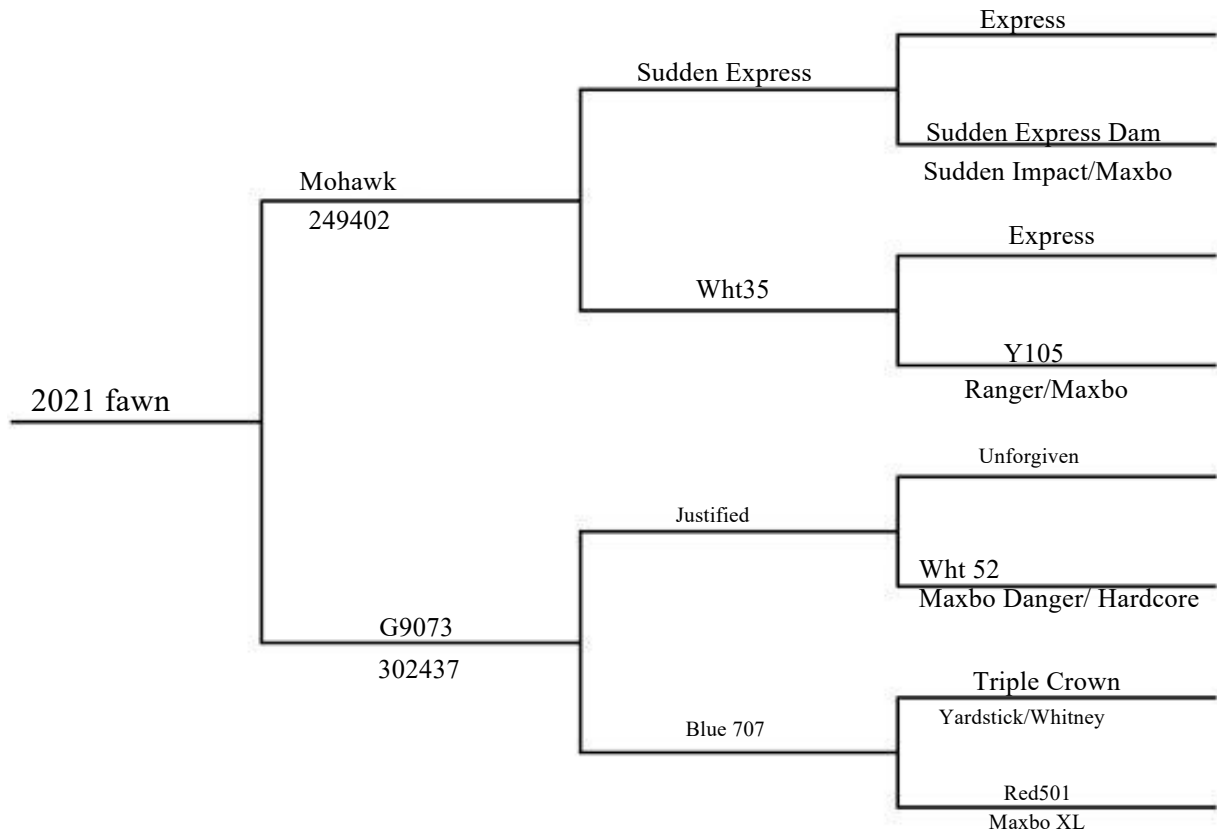 Express
Sudden Express
Sudden Express Dam
Sudden Impact/Maxbo
Mohawk
249402
Express
Wht35
Y105
Ranger/Maxbo
2021 fawn
Unforgiven
Justified
Wht 52
Maxbo Danger/ Hardcore
G9073
302437
Triple Crown
Yardstick/Whitney
Blue 707
Red501
Maxbo XL